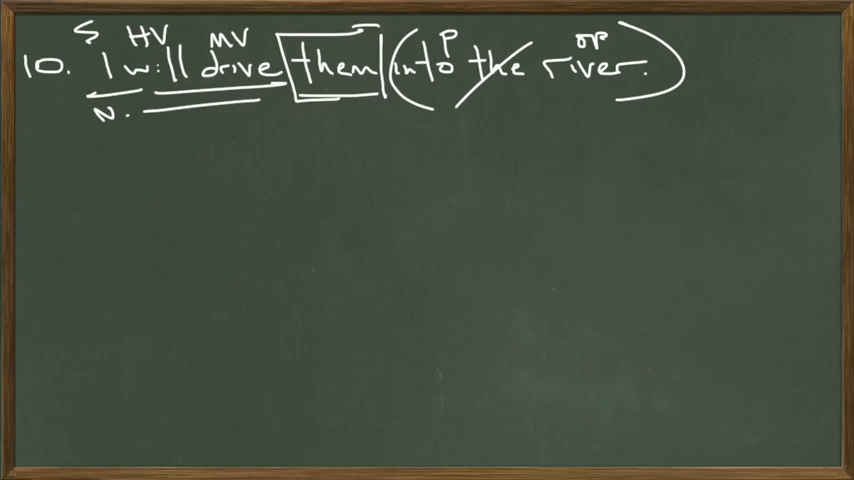 S HV MV P OP
10. I will drive them into the river.
N.